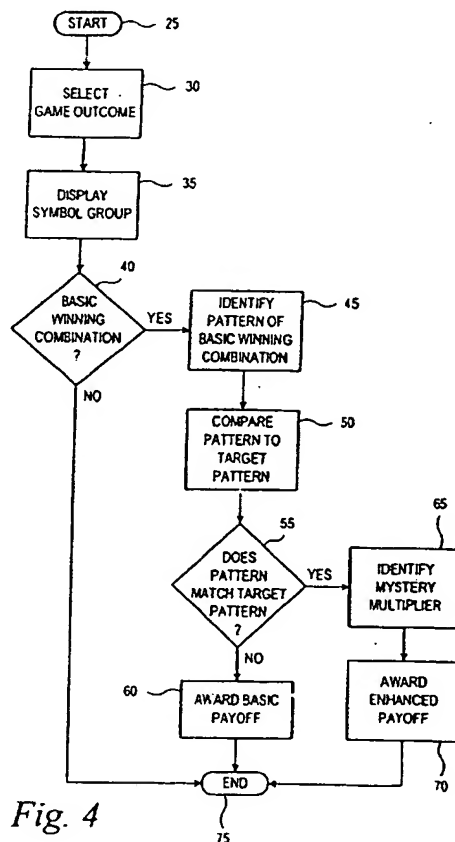 START
25
30
SELECT
GAME OUTCOME
35
DISPLAY
SYMBOL GROUP
40
BASIC
WINNING
COMBINATION
?
YES
NO
45
IDENTIFY
PATTERN OF
BASIC WINNING
COMBINATION
50
COMPARE
PATTERN TO
TARGET
PATTERN
55
DOES
PATTERN
MATCH TARGET
PATTERN
?
YES
NO
65
IDENTIFY
MYSTERY
MULTIPLIER
60
AWARD BASIC
PAYOFF
AWARD
ENHANCED
PAYOFF
70
END
75
Fig. 4